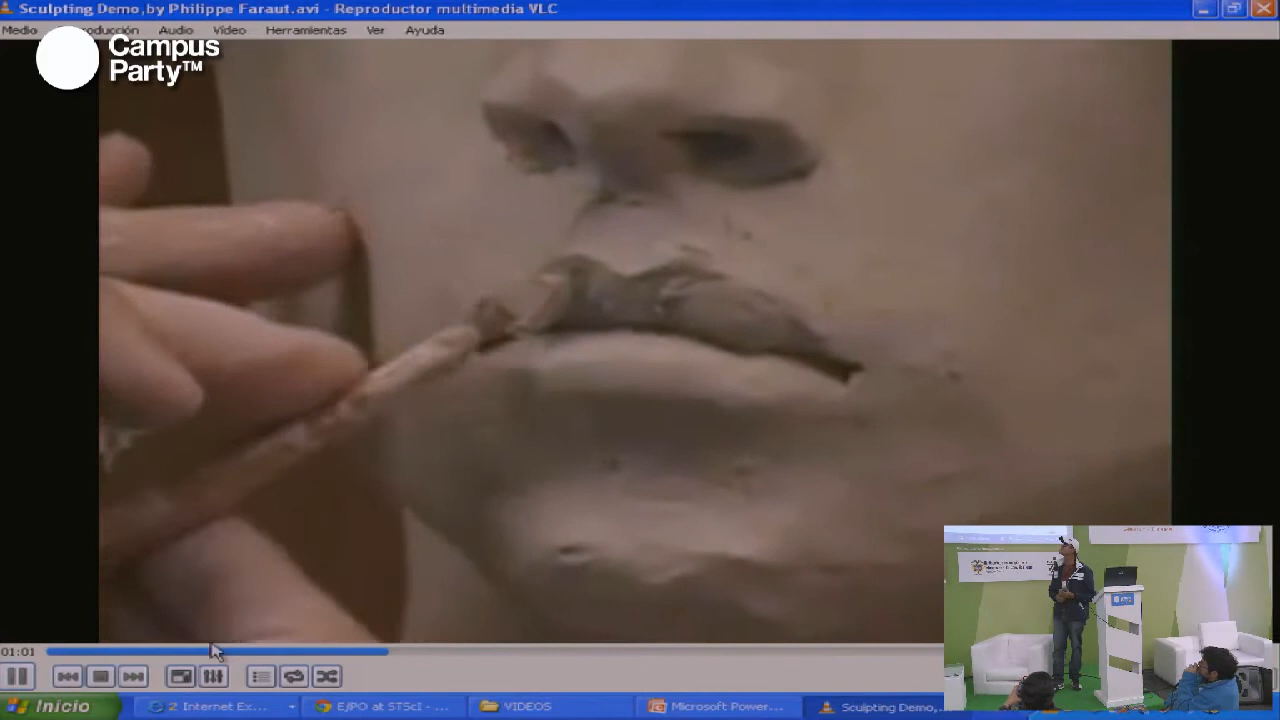 Sculpting Demo,by Philippe Faraut.avi - Reproductor multimedia VLC
Medio
Audio Video Herramientas Ver Ayuda
Campus
Party™
01:01
Inicio
2 Internet Ex...
EJPO at STScI - ...
VIDEOS
Microsoft Power...
Sculpting Demo,